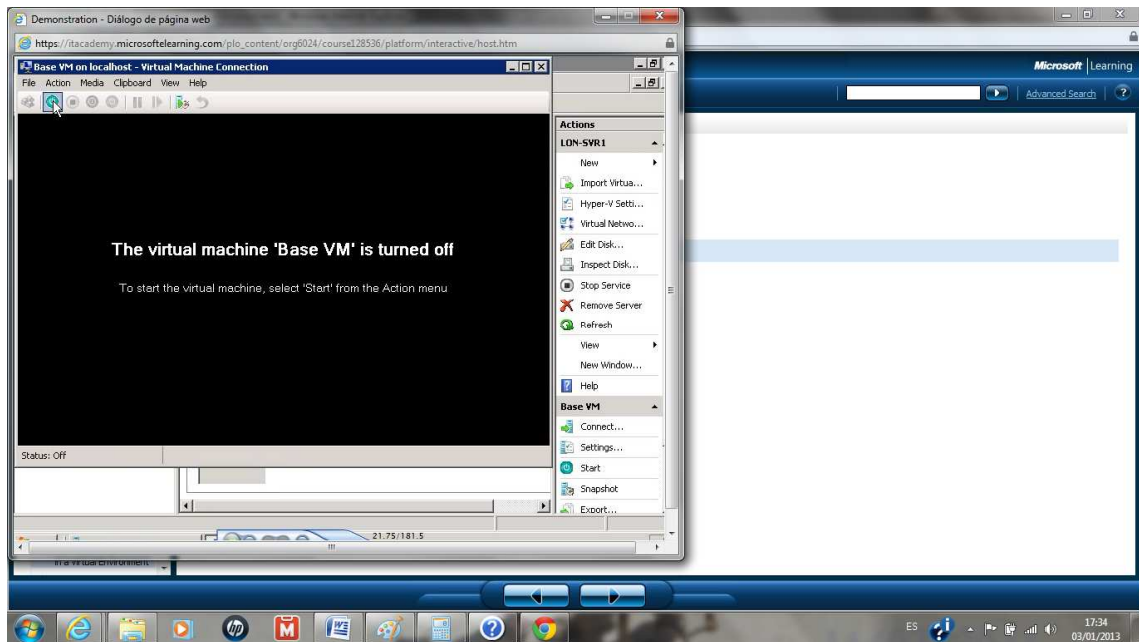 Demonstration - Diálogo de página web
https://itacademy.microsoftelearning.com/plo_content/org6024/course128536/platform/interactive/host.htm
Base VM on localhost - Virtual Machine Connection
File Action Media Clipboard View Help
Microsoft | Learning
Advanced Search
The virtual machine 'Base VM' is turned off
To start the virtual machine, select 'Start' from the Action menu
Status: Off
Actions
LON-SVR1
New
Import Virtua...
Hyper-V Setti...
Virtual Netwo...
Edit Disk...
Inspect Disk...
Stop Service
Remove Server
Refresh
View
New Window...
Help
Base VM
Connect...
Settings...
Start
Snapshot
Export...
21.75/181.5
in a Virtual Environment
hp
ES
17:34
03/01/2013